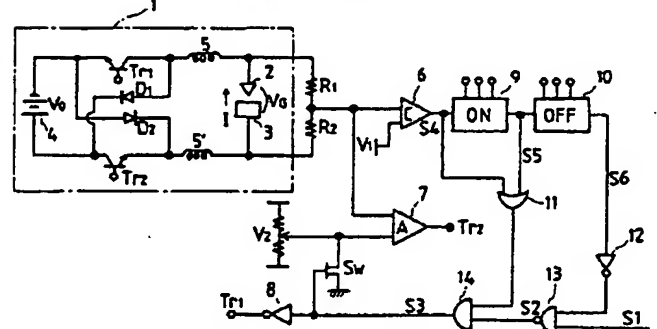 1
Tr1
5
2
R1
6
9
10
V0
D1
VG
I
3
C
ON
OFF
4
D2
R2
S4
V1
S5
5'
Tr2
7
11
S6
V2
A
Tr2
12
SW
14
13
Tr1
8
S3
S2
S1